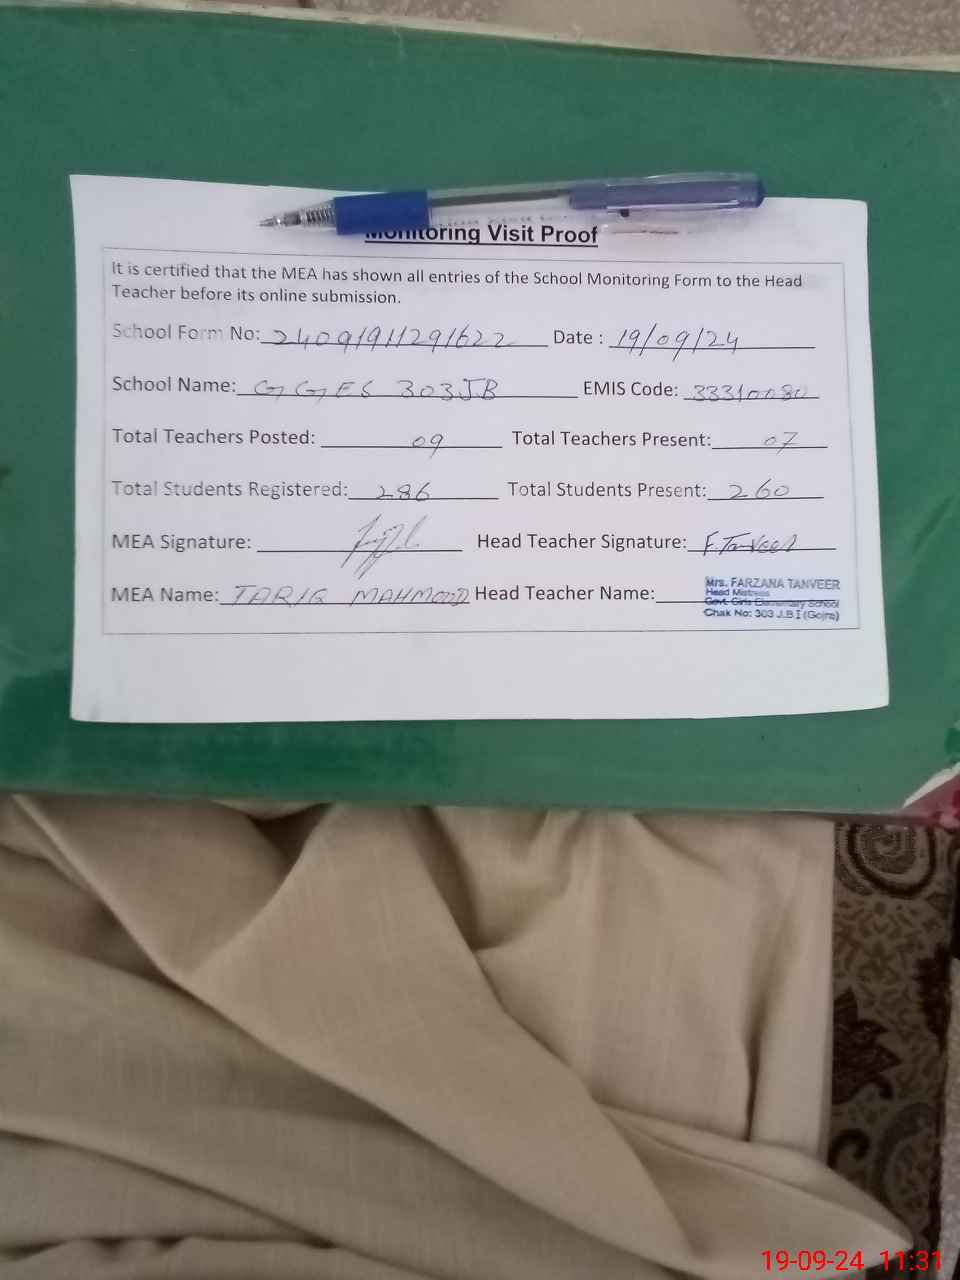 Monitoring Visit Proof
It is certified that the MEA has shown all entries of the School Monitoring Form to the Head
Teacher before its online submission.
School Form No: 24091911291622 Date : 19/09/24
School Name: GGES 303JB EMIS Code: 33310080
Total Teachers Posted: 09 Total Teachers Present: 07
Total Students Registered: 286 Total Students Present: 260
MEA Signature: Head Teacher Signature: F.Tanveer
MEA Name: TARIQ MAHMOOD Head Teacher Name:
Mrs. FARZANA TANVEER
Head Mistress
Govt. Girls Elementary School
Chak No: 303 J.B I (Gojra)
19-09-24 11:31